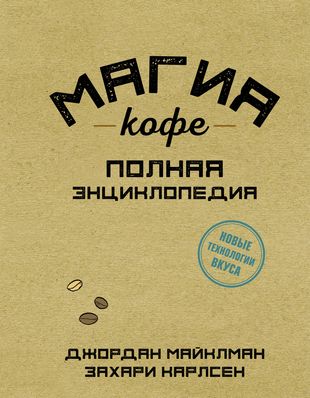 МАГИЯ
кофе
ПОЛНАЯ
ЭНЦИКЛОПЕДИЯ
НОВЫЕ
ТЕХНОЛОГИИ
ВКУСА
ДЖОРДАН МАЙКЛМАН
ЗАХАРИ КАРЛСЕН